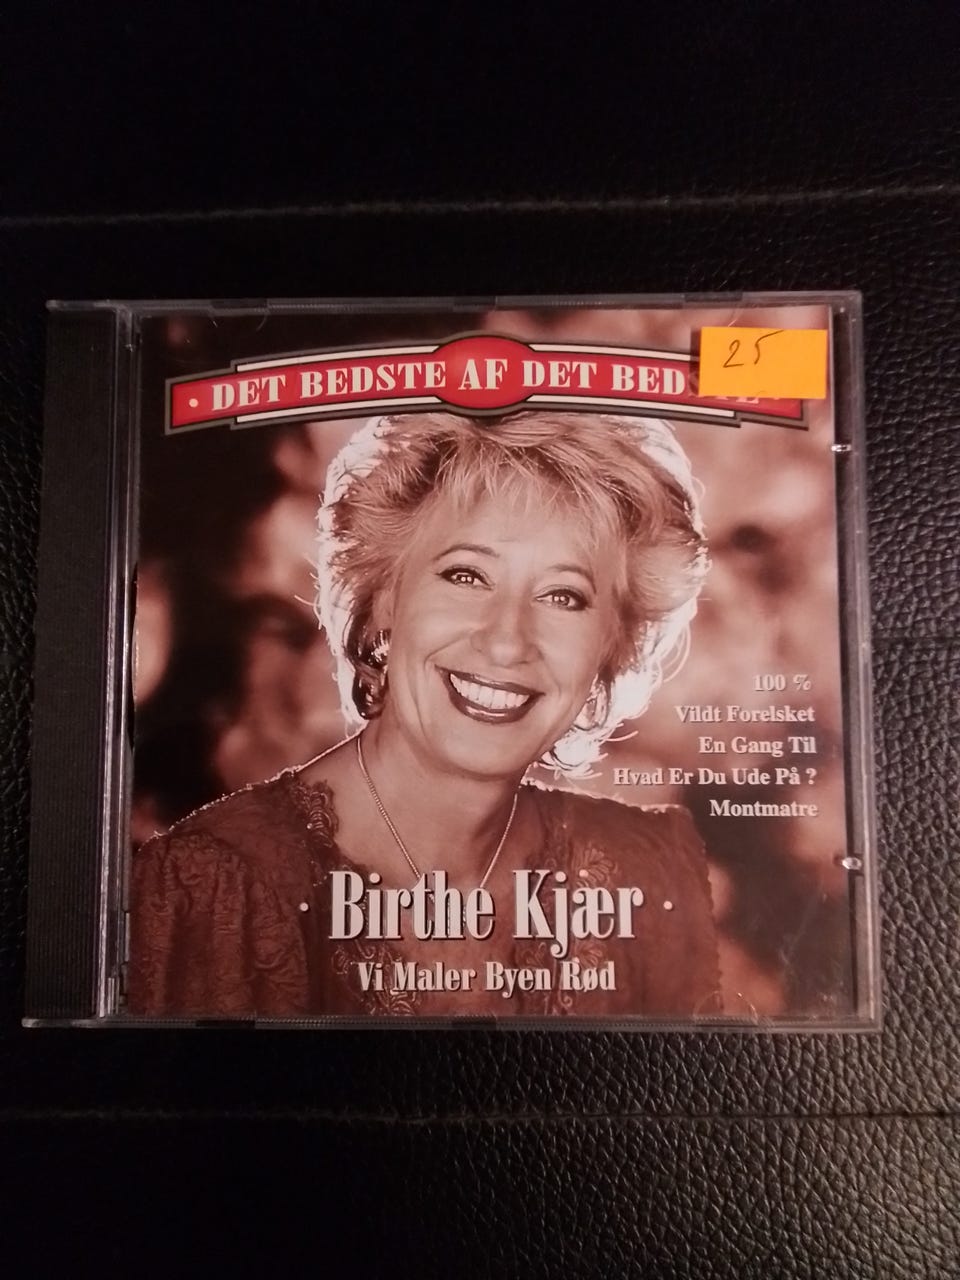 DET BEDSTE AF DET BEDSTE
25
100 %
Vildt Forelsket
En Gang Til
Hvad Er Du Ude På ?
Montmatre
Birthe Kjær
Vi Maler Byen Rød